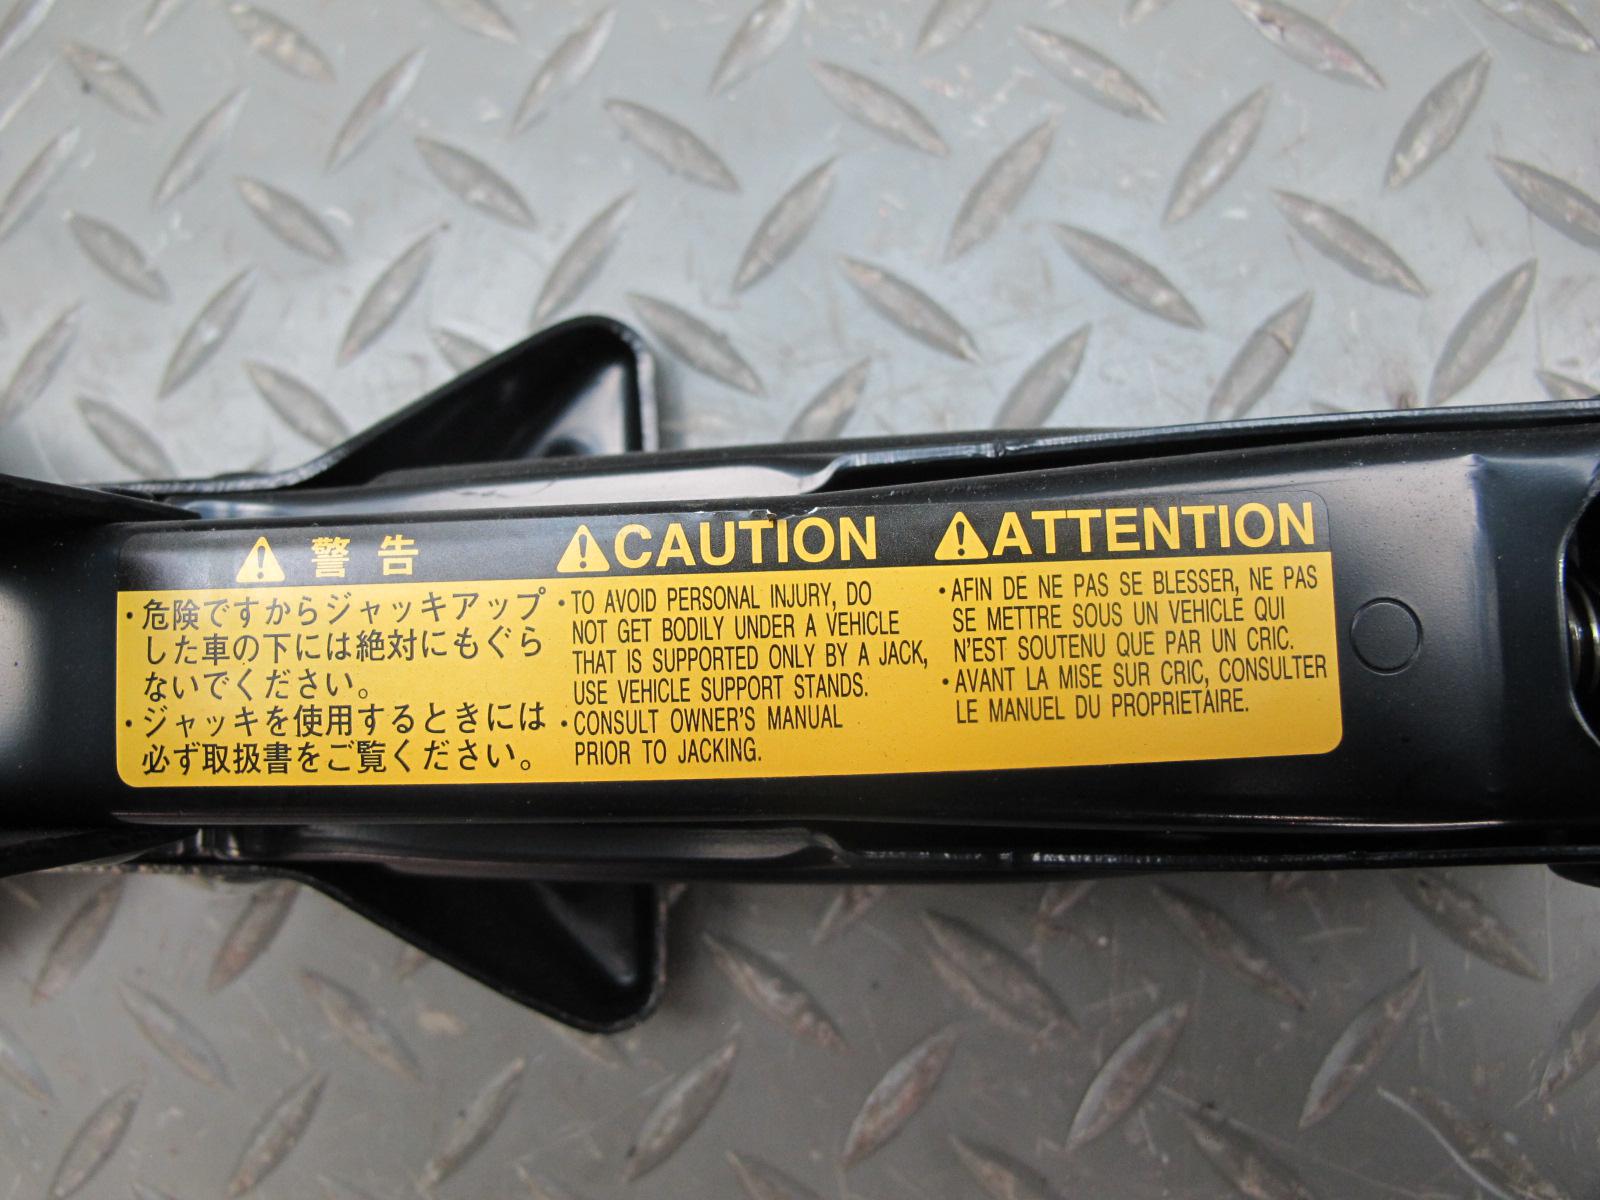 警告
・危険ですからジャッキアップ
した車の下には絶対にもぐら
ないでください。
・ジャッキを使用するときには
必ず取扱書をご覧ください。
CAUTION
・TO AVOID PERSONAL INJURY, DO
NOT GET BODILY UNDER A VEHICLE
THAT IS SUPPORTED ONLY BY A JACK,
USE VEHICLE SUPPORT STANDS.
・CONSULT OWNER'S MANUAL
PRIOR TO JACKING.
ATTENTION
・AFIN DE NE PAS SE BLESSER, NE PAS
SE METTRE SOUS UN VEHICLE QUI
N'EST SOUTENU QUE PAR UN CRIC.
・AVANT LA MISE SUR CRIC, CONSULTER
LE MANUEL DU PROPRIETAIRE.